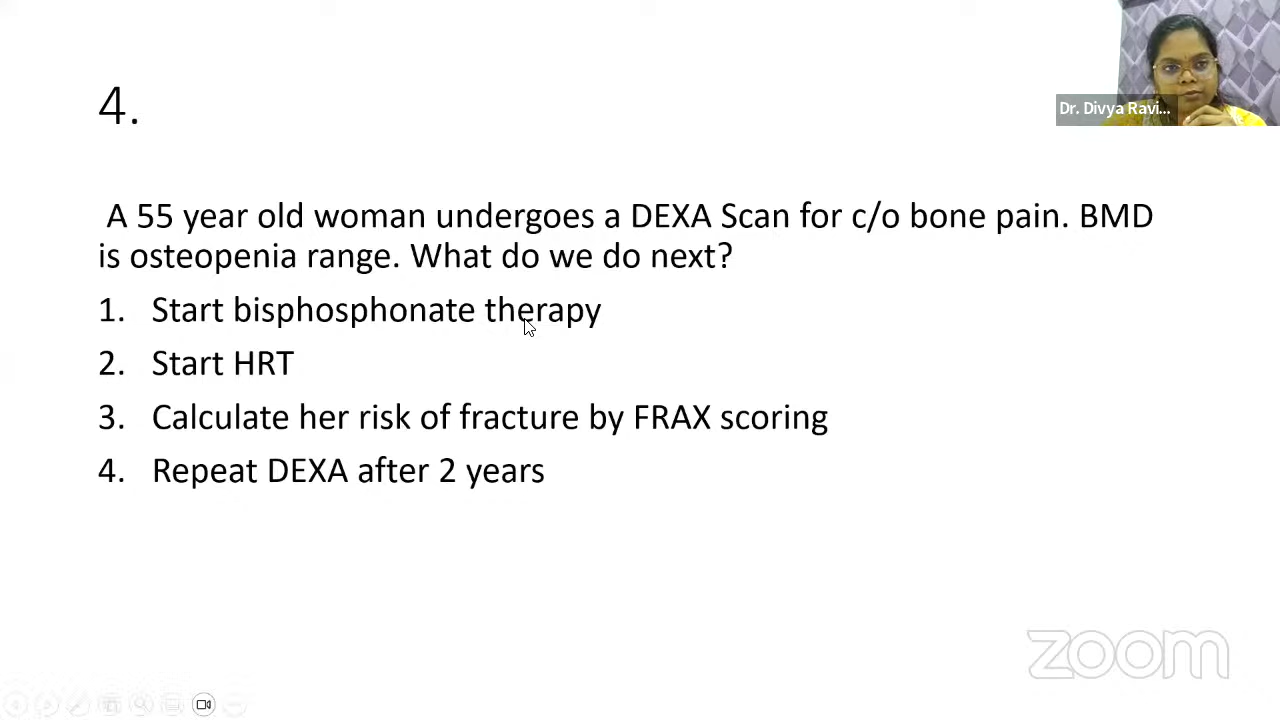 4.
Dr. Divya Ravi...
A 55 year old woman undergoes a DEXA Scan for c/o bone pain. BMD
is osteopenia range. What do we do next?
1. Start bisphosphonate therapy
2. Start HRT
3. Calculate her risk of fracture by FRAX scoring
4. Repeat DEXA after 2 years
zoom